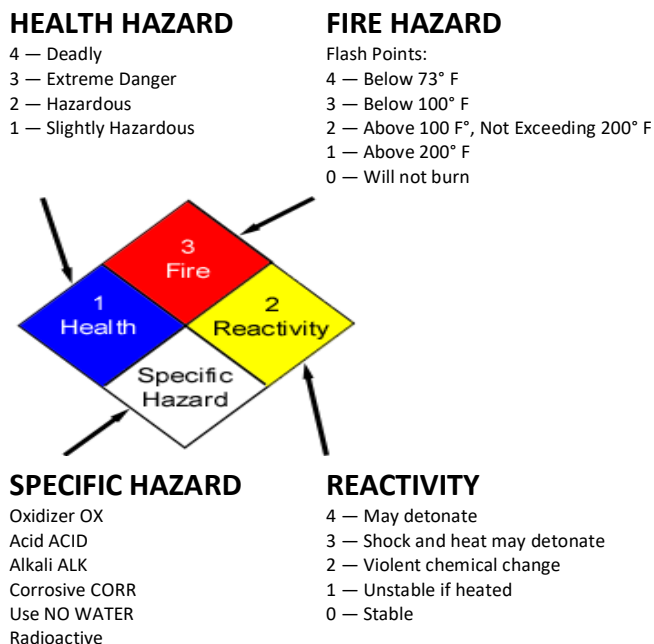 HEALTH HAZARD
4 — Deadly
3 — Extreme Danger
2 — Hazardous
1 — Slightly Hazardous
FIRE HAZARD
Flash Points:
4 — Below 73° F
3 — Below 100° F
2 — Above 100 F°, Not Exceeding 200° F
1 — Above 200° F
0 — Will not burn
3
Fire
1
Health
2
Reactivity
Specific
Hazard
SPECIFIC HAZARD
Oxidizer OX
Acid ACID
Alkali ALK
Corrosive CORR
Use NO WATER
Radioactive
REACTIVITY
4 — May detonate
3 — Shock and heat may detonate
2 — Violent chemical change
1 — Unstable if heated
0 — Stable